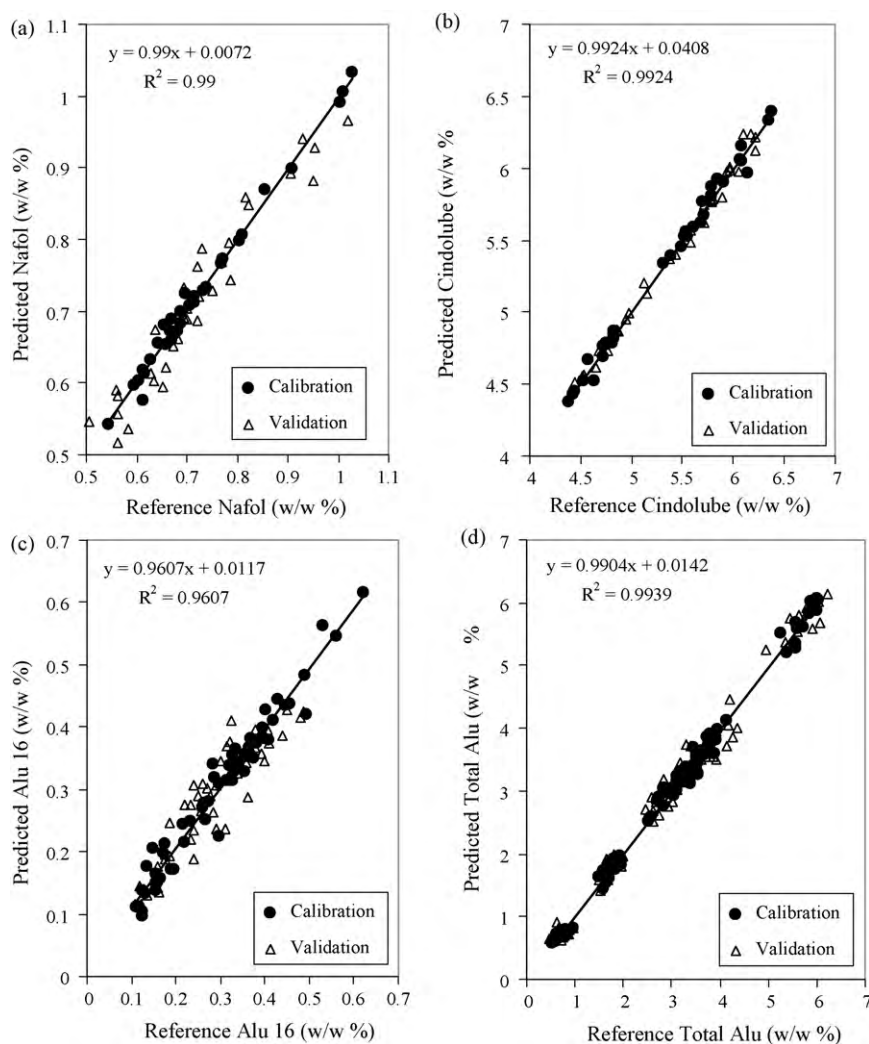 (a)
1.1
1
0.9
0.8
0.7
0.6
0.5
Predicted Nafol (w/w %)
y = 0.99x + 0.0072
R² = 0.99
Calibration
Validation
0.5 0.6 0.7 0.8 0.9 1 1.1
Reference Nafol (w/w %)
(b)
7
6.5
6
5.5
5
4.5
4
Predicted Cindolube (w/w %
y = 0.9924x + 0.0408
R² = 0.9924
Calibration
Validation
4 4.5 5 5.5 6 6.5 7
Reference Cindolube (w/w %)
(c)
0.7
0.6
0.5
0.4
0.3
0.2
0.1
0
Predicted Alu 16 (w/w %)
y = 0.9607x + 0.0117
R² = 0.9607
Calibration
Validation
0 0.1 0.2 0.3 0.4 0.5 0.6 0.7
Reference Alu 16 (w/w %)
(d)
7
6
5
4
3
2
1
0
Predicted Total Alu (w/w %
y = 0.9904x + 0.0142
R² = 0.9939
Calibration
Validation
0 1 2 3 4 5 6 7
Reference Total Alu (w/w %)